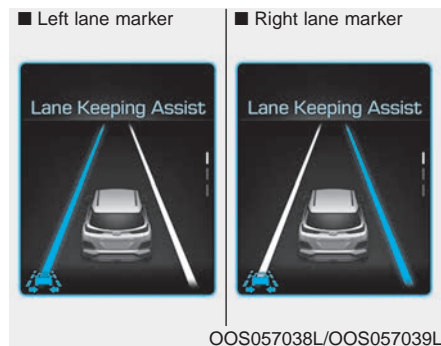 ■ Left lane marker
■ Right lane marker
Lane Keeping Assist
Lane Keeping Assist
OOS057038L/OOS057039L